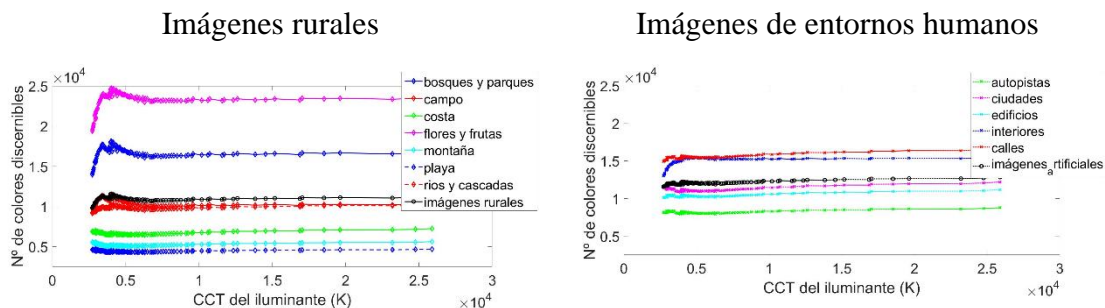 Imágenes rurales
Imágenes de entornos humanos
× 10⁴
2.5
2
1.5
1
0.5
0
0.5
1
1.5
2
2.5
3
× 10⁴
Nº de colores discernibles
CCT del iluminante (K)
bosques y parques
campo
costa
flores y frutas
montaña
playa
rios y cascadas
imágenes rurales
× 10⁴
2.5
2
1.5
1
0.5
0
0.5
1
1.5
2
2.5
3
× 10⁴
Nº de colores discernibles
CCT del iluminante (K)
autopistas
ciudades
edificios
interiores
calles
imágenes_artificiales